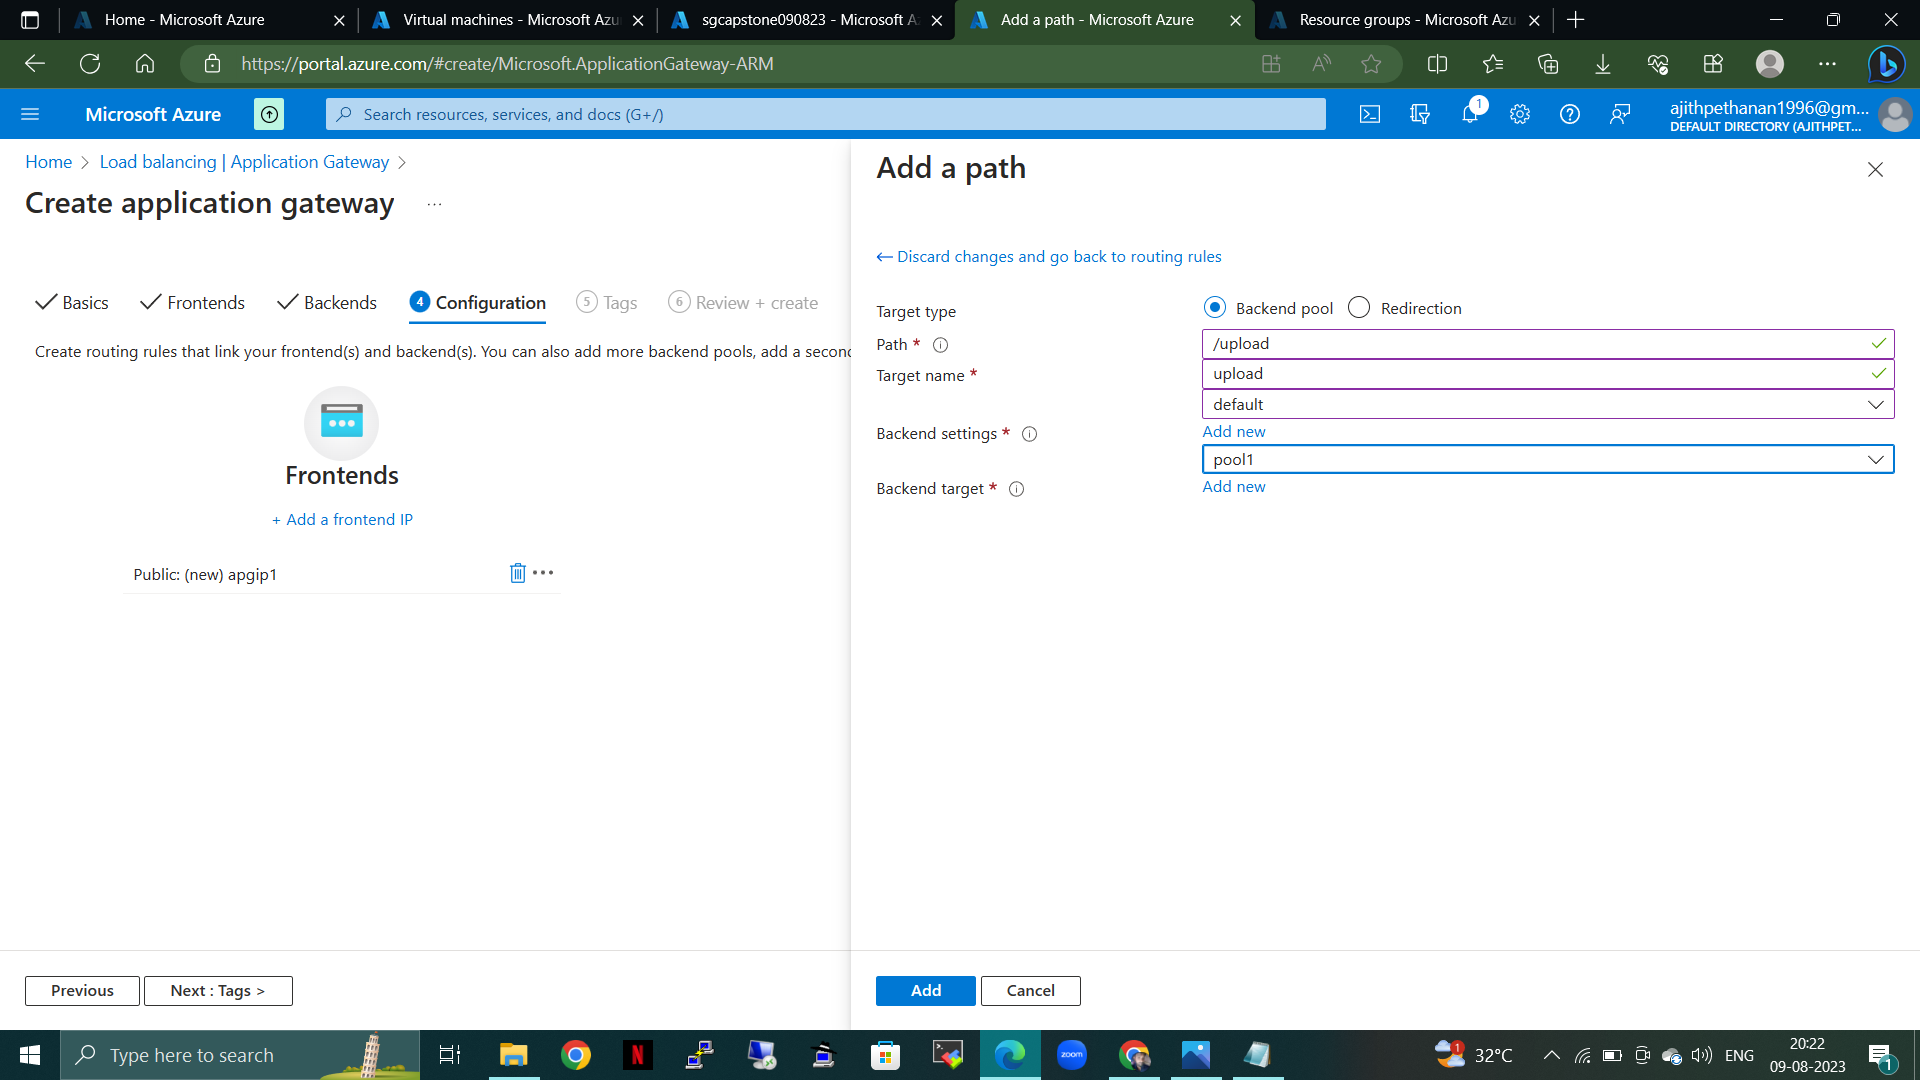 Home - Microsoft Azure
Virtual machines - Microsoft Azu
sgcapstone090823 - Microsoft A
Add a path - Microsoft Azure
Resource groups - Microsoft Azu
https://portal.azure.com/#create/Microsoft.ApplicationGateway-ARM
Microsoft Azure
Search resources, services, and docs (G+/)
1
ajithpethanan1996@gm...
DEFAULT DIRECTORY (AJITHPET...
Home > Load balancing | Application Gateway >
Create application gateway ...
Basics
Frontends
Backends
4 Configuration
5 Tags
6 Review + create
Create routing rules that link your frontend(s) and backend(s). You can also add more backend pools, add a secon
Frontends
+ Add a frontend IP
Public: (new) apgip1
Previous
Next : Tags >
Add a path
← Discard changes and go back to routing rules
Target type
Backend pool
Redirection
Path *
/upload
Target name *
upload
default
Backend settings *
Add new
pool1
Backend target *
Add new
Add
Cancel
Type here to search
N
zoom
1
32°C
ENG
20:22
09-08-2023
1